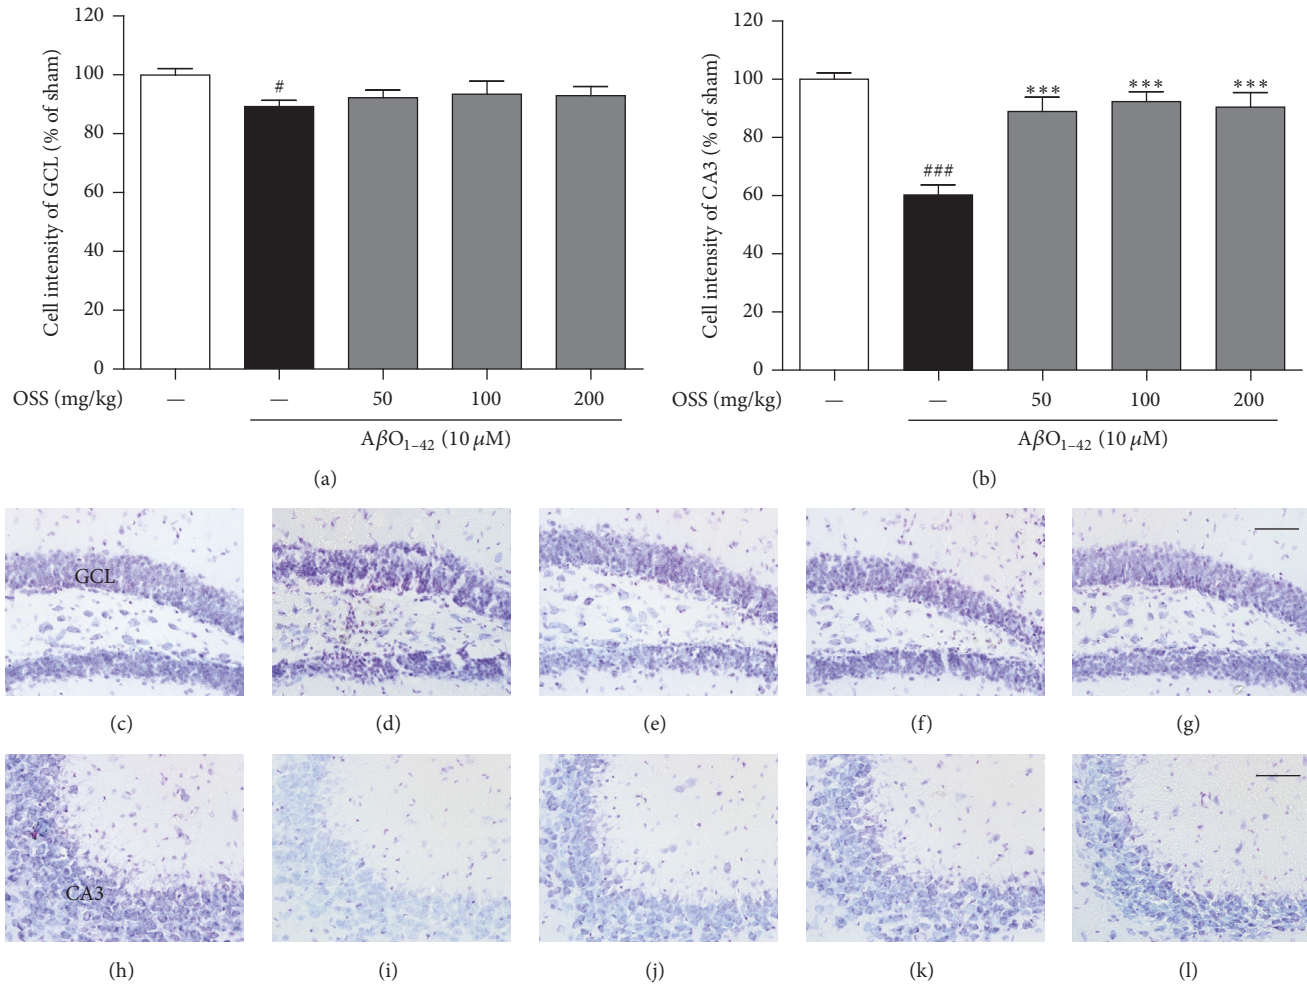 120
100
80
60
40
20
0
Cell intensity of GCL (% of sham)
#
OSS (mg/kg) — — 50 100 200
AβO1–42 (10 μM)
(a)
120
100
80
60
40
20
0
Cell intensity of CA3 (% of sham)
###
*** *** ***
OSS (mg/kg) — — 50 100 200
AβO1–42 (10 μM)
(b)
GCL
(c) (d) (e) (f) (g)
CA3
(h) (i) (j) (k) (l)